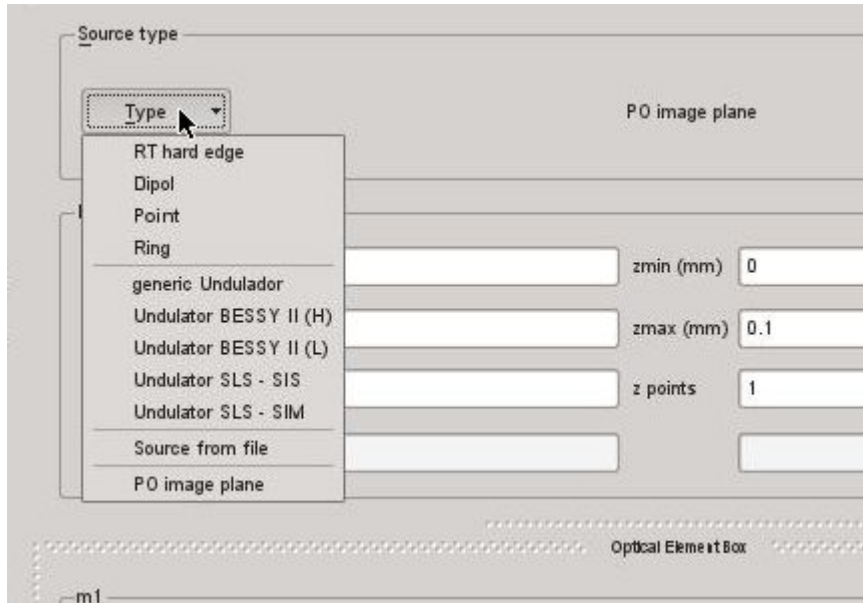 Source type
Type
PO image plane
RT hard edge
Dipol
Point
Ring
generic Undulador
Undulator BESSY II (H)
Undulator BESSY II (L)
Undulator SLS - SIS
Undulator SLS - SIM
Source from file
PO image plane
zmin (mm) 0
zmax (mm) 0.1
z points 1
Optical Element Box
m1